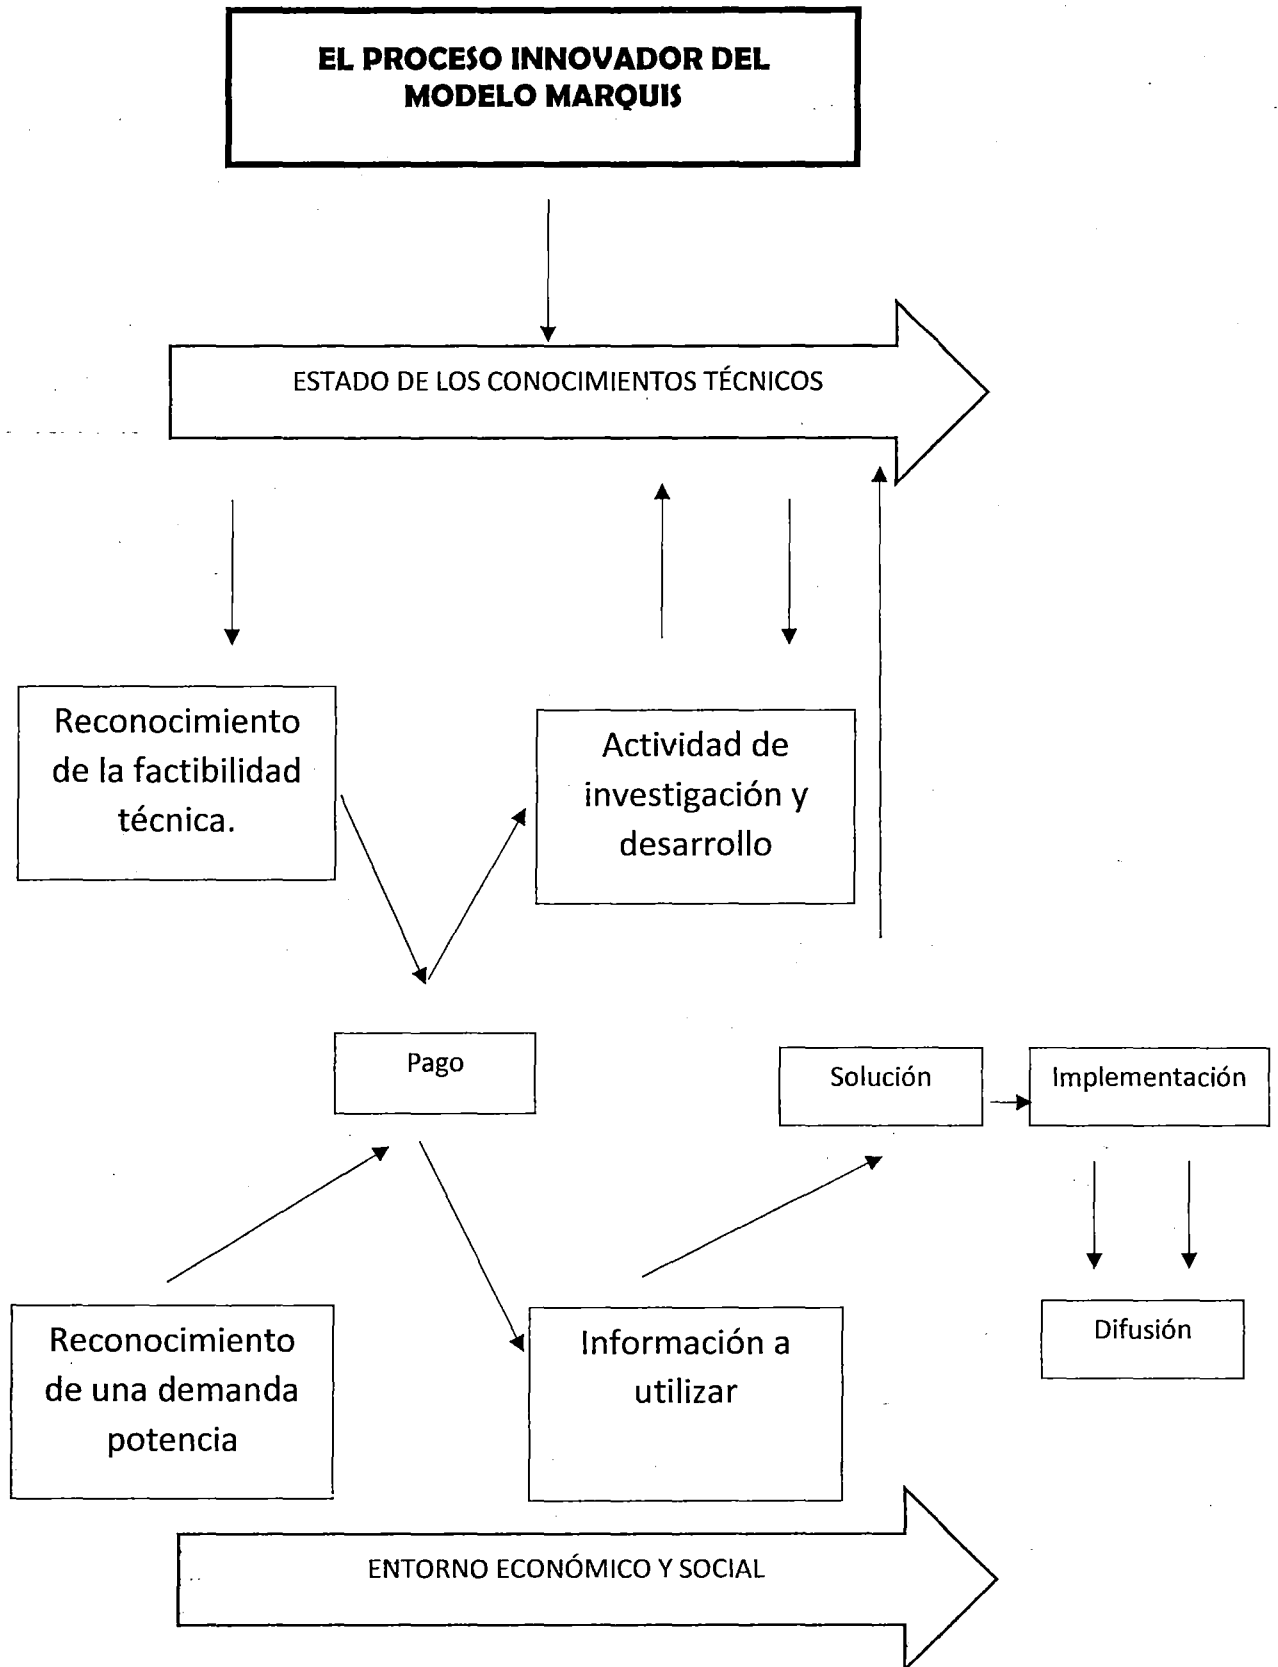 EL PROCESO INNOVADOR DEL
MODELO MARQUIS
ESTADO DE LOS CONOCIMIENTOS TÉCNICOS
Reconocimiento
de la factibilidad
técnica.
Actividad de
investigación y
desarrollo
Pago
Solución
Implementación
Reconocimiento
de una demanda
potencia
Información a
utilizar
Difusión
ENTORNO ECONÓMICO Y SOCIAL